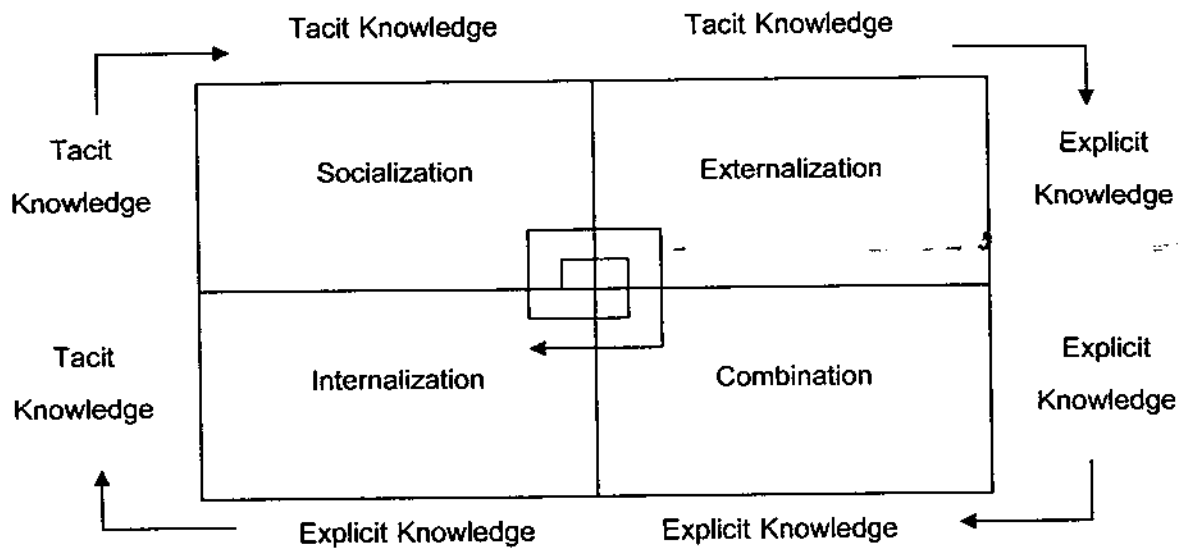 Tacit Knowledge
Tacit Knowledge
Tacit
Knowledge
Socialization
Externalization
Explicit
Knowledge
Tacit
Knowledge
Internalization
Combination
Explicit
Knowledge
Explicit Knowledge
Explicit Knowledge